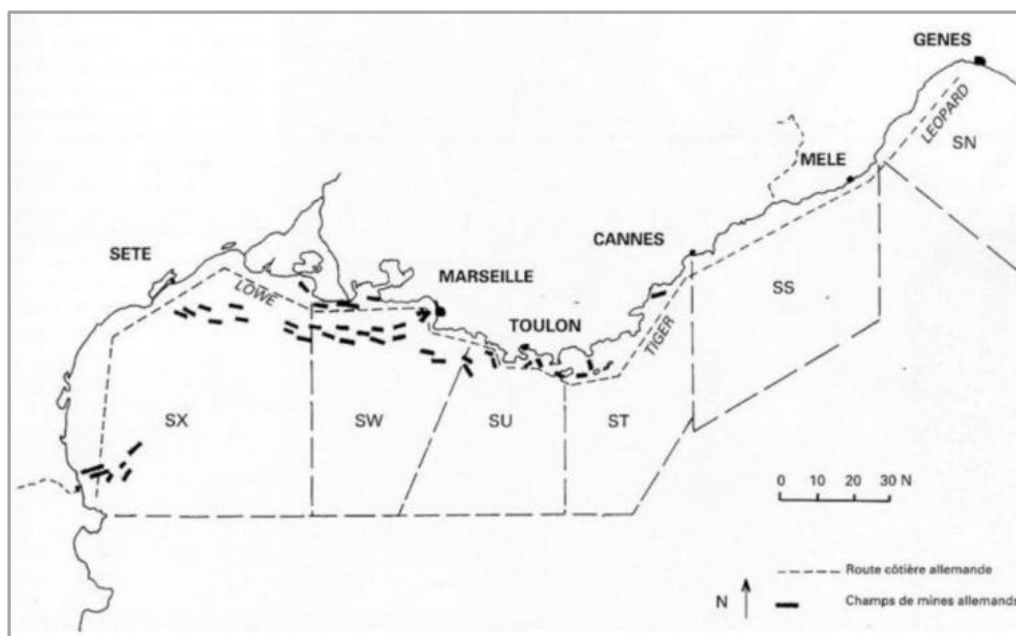 GENES
LEOPARD
SN
MELE
CANNES
SETE
MARSEILLE
LOWE
SS
TOULON
TIGER
SX
SW
SU
ST
0 10 20 30 N
Route côtière allemande
N
Champs de mines allemands